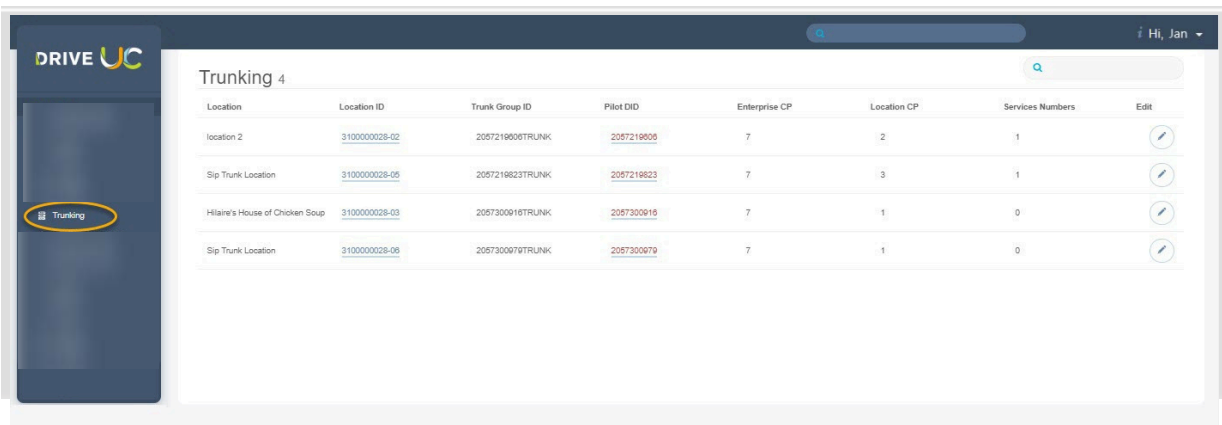 DRIVE UC
Hi, Jan
Trunking 4
Location Location ID Trunk Group ID Pilot DID Enterprise CP Location CP Services Numbers Edit
location 2 3100000028-02 2057219606TRUNK 2057219606 7 2 1
Sip Trunk Location 3100000028-05 2057219823TRUNK 2057219823 7 3 1
Trunking
Hilaire's House of Chicken Soup 3100000028-03 2057300916TRUNK 2057300916 7 1 0
Sip Trunk Location 3100000028-06 2057300979TRUNK 2057300979 7 1 0